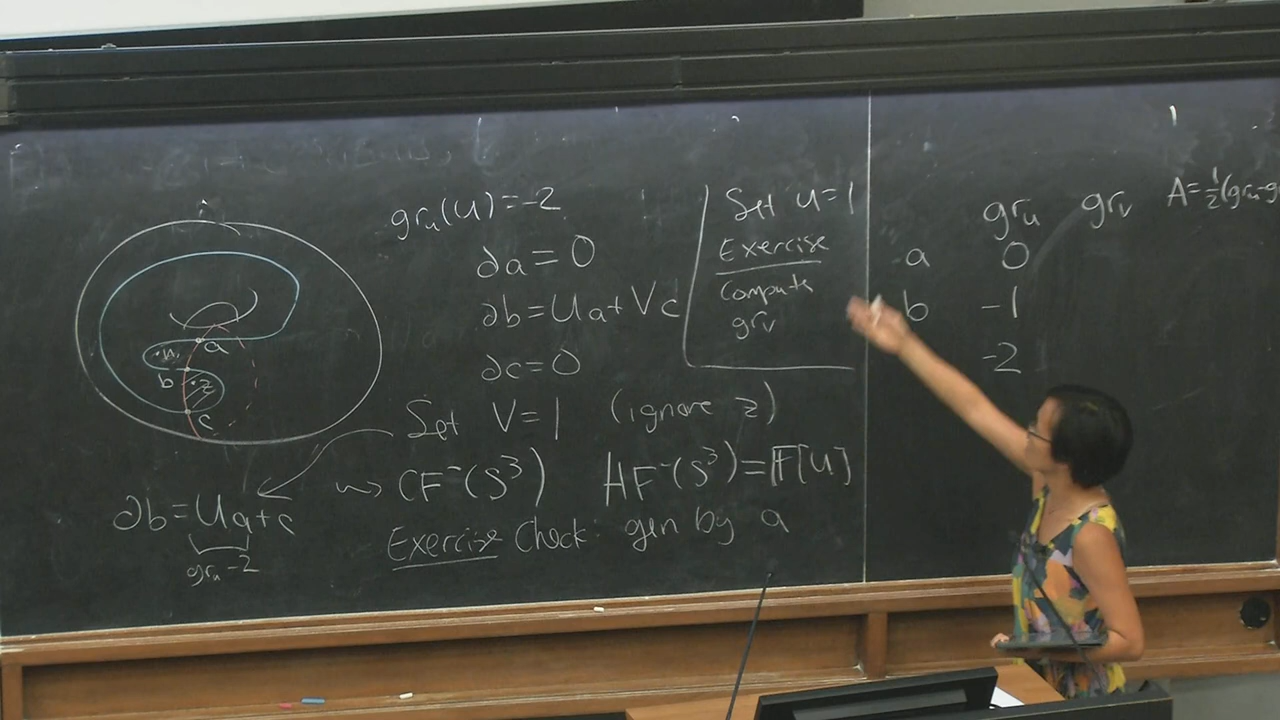 a
w
b
z
c
gr_u(U) = -2
∂a = 0
∂b = Ua + Vc
∂c = 0
Set V = 1 (ignore z)
⇝ CF⁻(S³) HF⁻(S³) = 𝔽[U]
Exercise Check: gen by a
∂b = Ua + c
gr_u -2
Set U = 1
Exercise
Compute
gr_v
gr_u gr_v A = ½(gr_u - g
a 0
b -1
-2